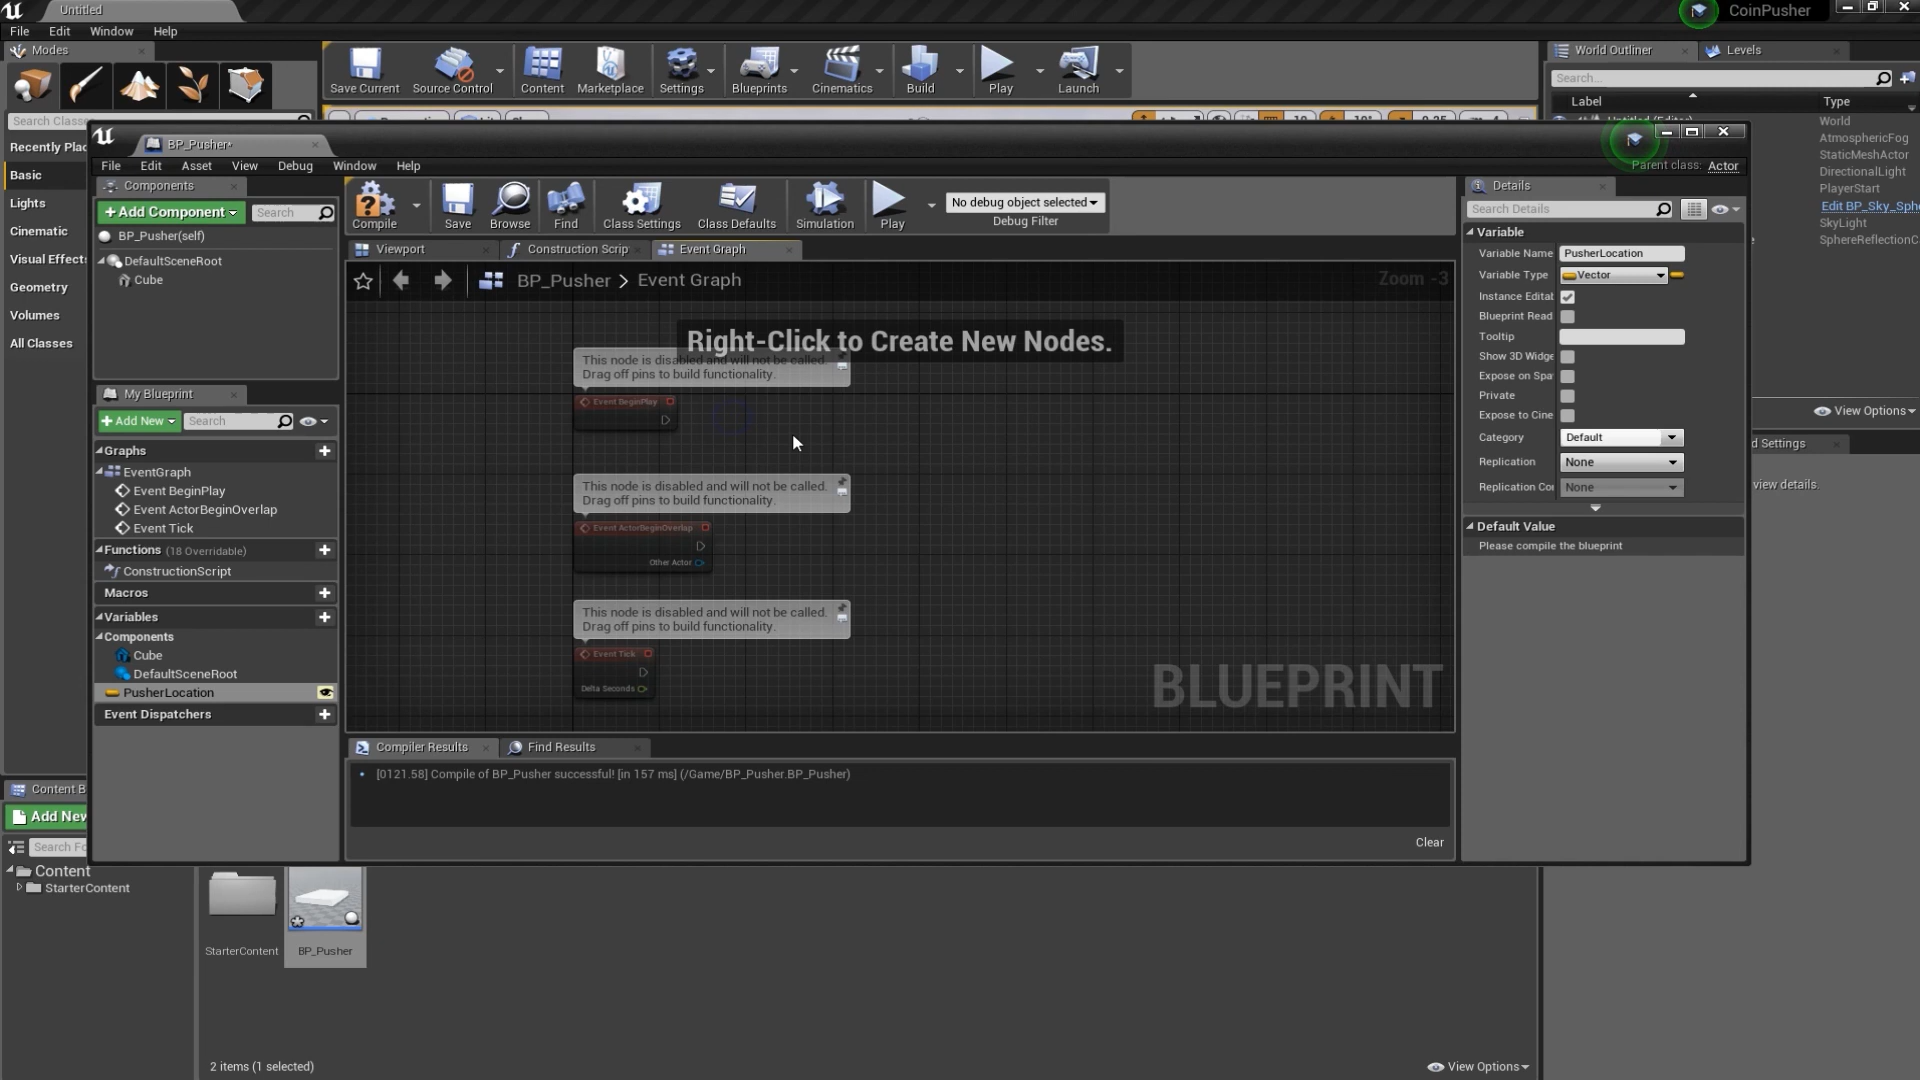 Untitled
CoinPusher
File
Edit
Window
Help
Modes
Save Current
Source Control
Content
Marketplace
Settings
Blueprints
Cinematics
Build
Play
Launch
World Outliner
Levels
Search...
Label
Type
World
AtmosphericFog
StaticMeshActor
DirectionalLight
PlayerStart
Edit BP_Sky_Sphe
SkyLight
SphereReflectionC
View Options
d Settings
view details.
Search Classe
Recently Plac
Basic
Lights
Cinematic
Visual Effects
Geometry
Volumes
All Classes
BP_Pusher*
Parent class: Actor
File
Edit
Asset
View
Debug
Window
Help
Components
+Add Component
Search
BP_Pusher(self)
DefaultSceneRoot
Cube
My Blueprint
+Add New
Search
Graphs
EventGraph
Event BeginPlay
Event ActorBeginOverlap
Event Tick
Functions (18 Overridable)
ConstructionScript
Macros
Variables
Components
Cube
DefaultSceneRoot
PusherLocation
Event Dispatchers
Compile
Save
Browse
Find
Class Settings
Class Defaults
Simulation
Play
No debug object selected
Debug Filter
Viewport
Construction Scrip
Event Graph
BP_Pusher > Event Graph
Zoom -3
Right-Click to Create New Nodes.
This node is disabled and will not be called.
Drag off pins to build functionality.
Event BeginPlay
This node is disabled and will not be called.
Drag off pins to build functionality.
Event ActorBeginOverlap
Other Actor
This node is disabled and will not be called.
Drag off pins to build functionality.
Event Tick
Delta Seconds
BLUEPRINT
Compiler Results
Find Results
[0121.58] Compile of BP_Pusher successful! [in 157 ms] (/Game/BP_Pusher.BP_Pusher)
Clear
Details
Search Details
Variable
Variable Name PusherLocation
Variable Type Vector
Instance Editat
Blueprint Read
Tooltip
Show 3D Widge
Expose on Spa
Private
Expose to Cine
Category Default
Replication None
Replication Cor None
Default Value
Please compile the blueprint
Content B
Add New
Search Fo
Content
StarterContent
StarterContent
BP_Pusher
2 items (1 selected)
View Options